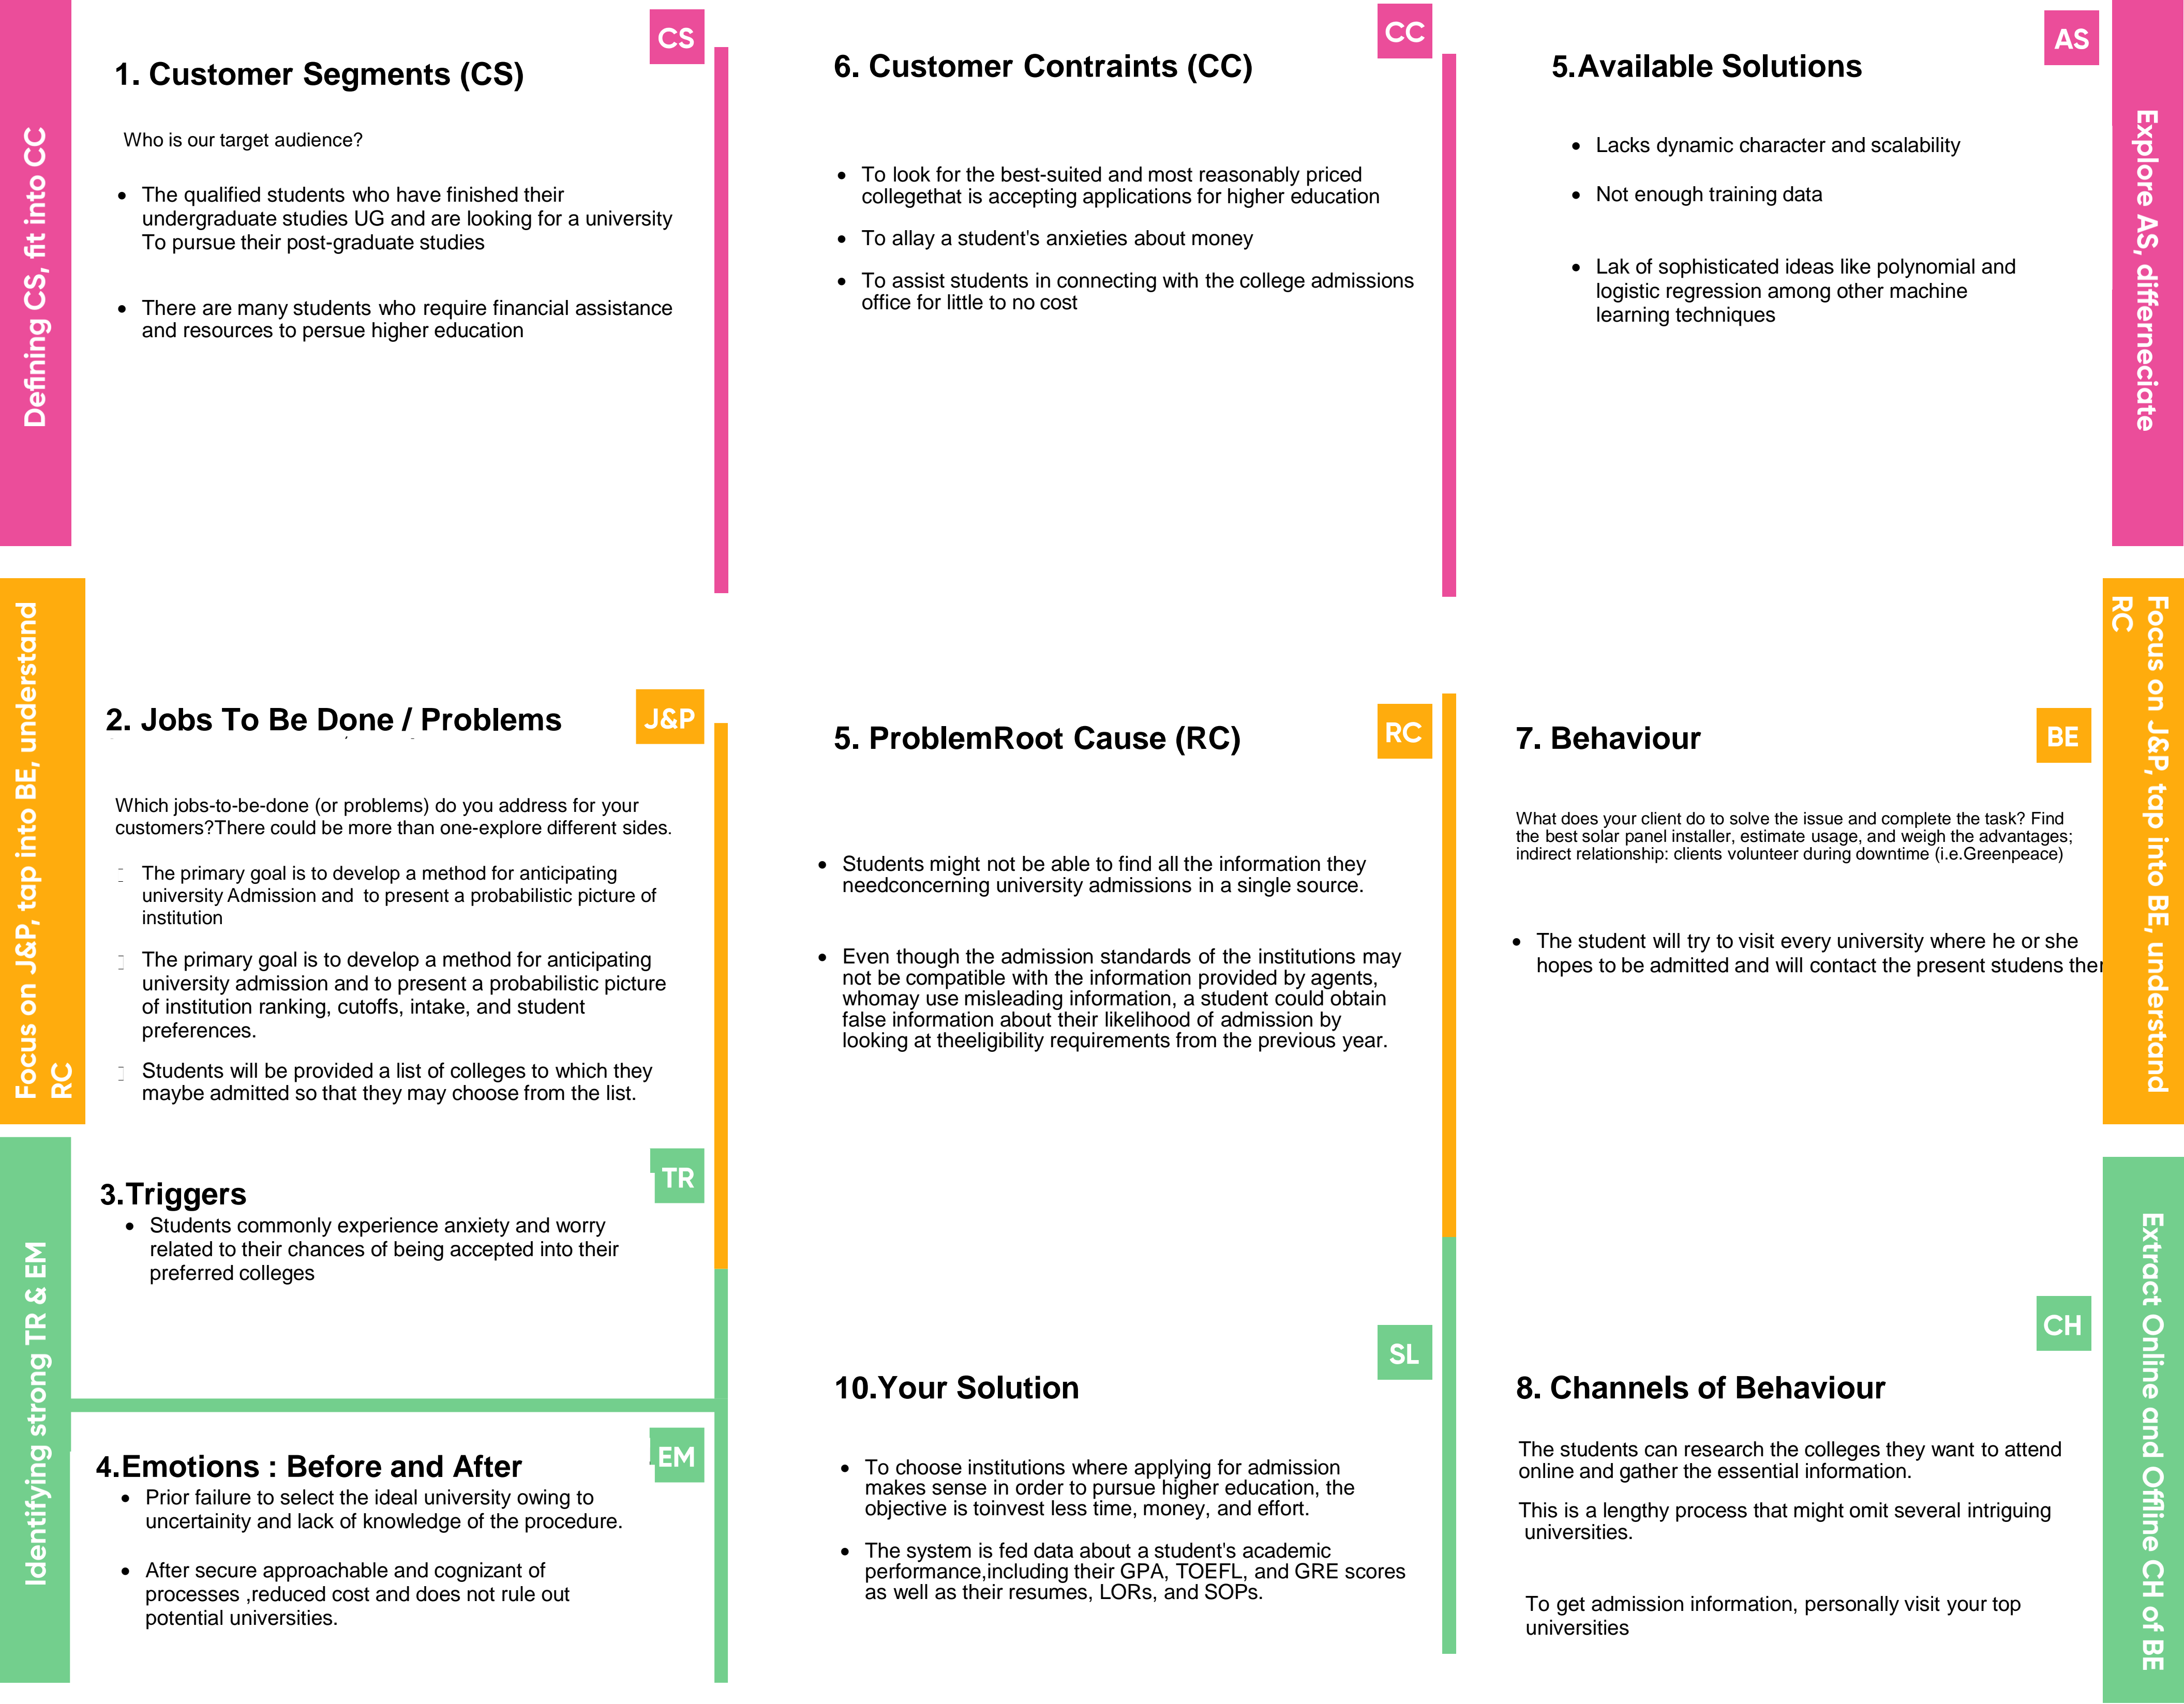 Defining CS, fit into CC
CS
1. Customer Segments (CS)
Who is our target audience?
• The qualified students who have finished their
undergraduate studies UG and are looking for a university
To pursue their post-graduate studies
• There are many students who require financial assistance
and resources to persue higher education
CC
6. Customer Contraints (CC)
• To look for the best-suited and most reasonably priced
collegethat is accepting applications for higher education
• To allay a student's anxieties about money
• To assist students in connecting with the college admissions
office for little to no cost
AS
5.Available Solutions
• Lacks dynamic character and scalability
• Not enough training data
• Lak of sophisticated ideas like polynomial and
logistic regression among other machine
learning techniques
Explore AS, differneciate
Focus on J&P, tap into BE, understand
RC
J&P
2. Jobs To Be Done / Problems
Which jobs-to-be-done (or problems) do you address for your
customers?There could be more than one-explore different sides.
The primary goal is to develop a method for anticipating
university Admission and to present a probabilistic picture of
institution
The primary goal is to develop a method for anticipating
university admission and to present a probabilistic picture
of institution ranking, cutoffs, intake, and student
preferences.
Students will be provided a list of colleges to which they
maybe admitted so that they may choose from the list.
RC
5. ProblemRoot Cause (RC)
• Students might not be able to find all the information they
needconcerning university admissions in a single source.
• Even though the admission standards of the institutions may
not be compatible with the information provided by agents,
whomay use misleading information, a student could obtain
false information about their likelihood of admission by
looking at theeligibility requirements from the previous year.
BE
7. Behaviour
What does your client do to solve the issue and complete the task? Find
the best solar panel installer, estimate usage, and weigh the advantages;
indirect relationship: clients volunteer during downtime (i.e.Greenpeace)
• The student will try to visit every university where he or she
hopes to be admitted and will contact the present studens
Focus on J&P, tap into BE, understand
RC
Identifying strong TR & EM
TR
3.Triggers
• Students commonly experience anxiety and worry
related to their chances of being accepted into their
preferred colleges
EM
4.Emotions : Before and After
• Prior failure to select the ideal university owing to
uncertainity and lack of knowledge of the procedure.
• After secure approachable and cognizant of
processes ,reduced cost and does not rule out
potential universities.
SL
10.Your Solution
• To choose institutions where applying for admission
makes sense in order to pursue higher education, the
objective is toinvest less time, money, and effort.
• The system is fed data about a student's academic
performance,including their GPA, TOEFL, and GRE scores
as well as their resumes, LORs, and SOPs.
CH
8. Channels of Behaviour
The students can research the colleges they want to attend
online and gather the essential information.
This is a lengthy process that might omit several intriguing
universities.
To get admission information, personally visit your top
universities
Extract Online and Offline CH of BE